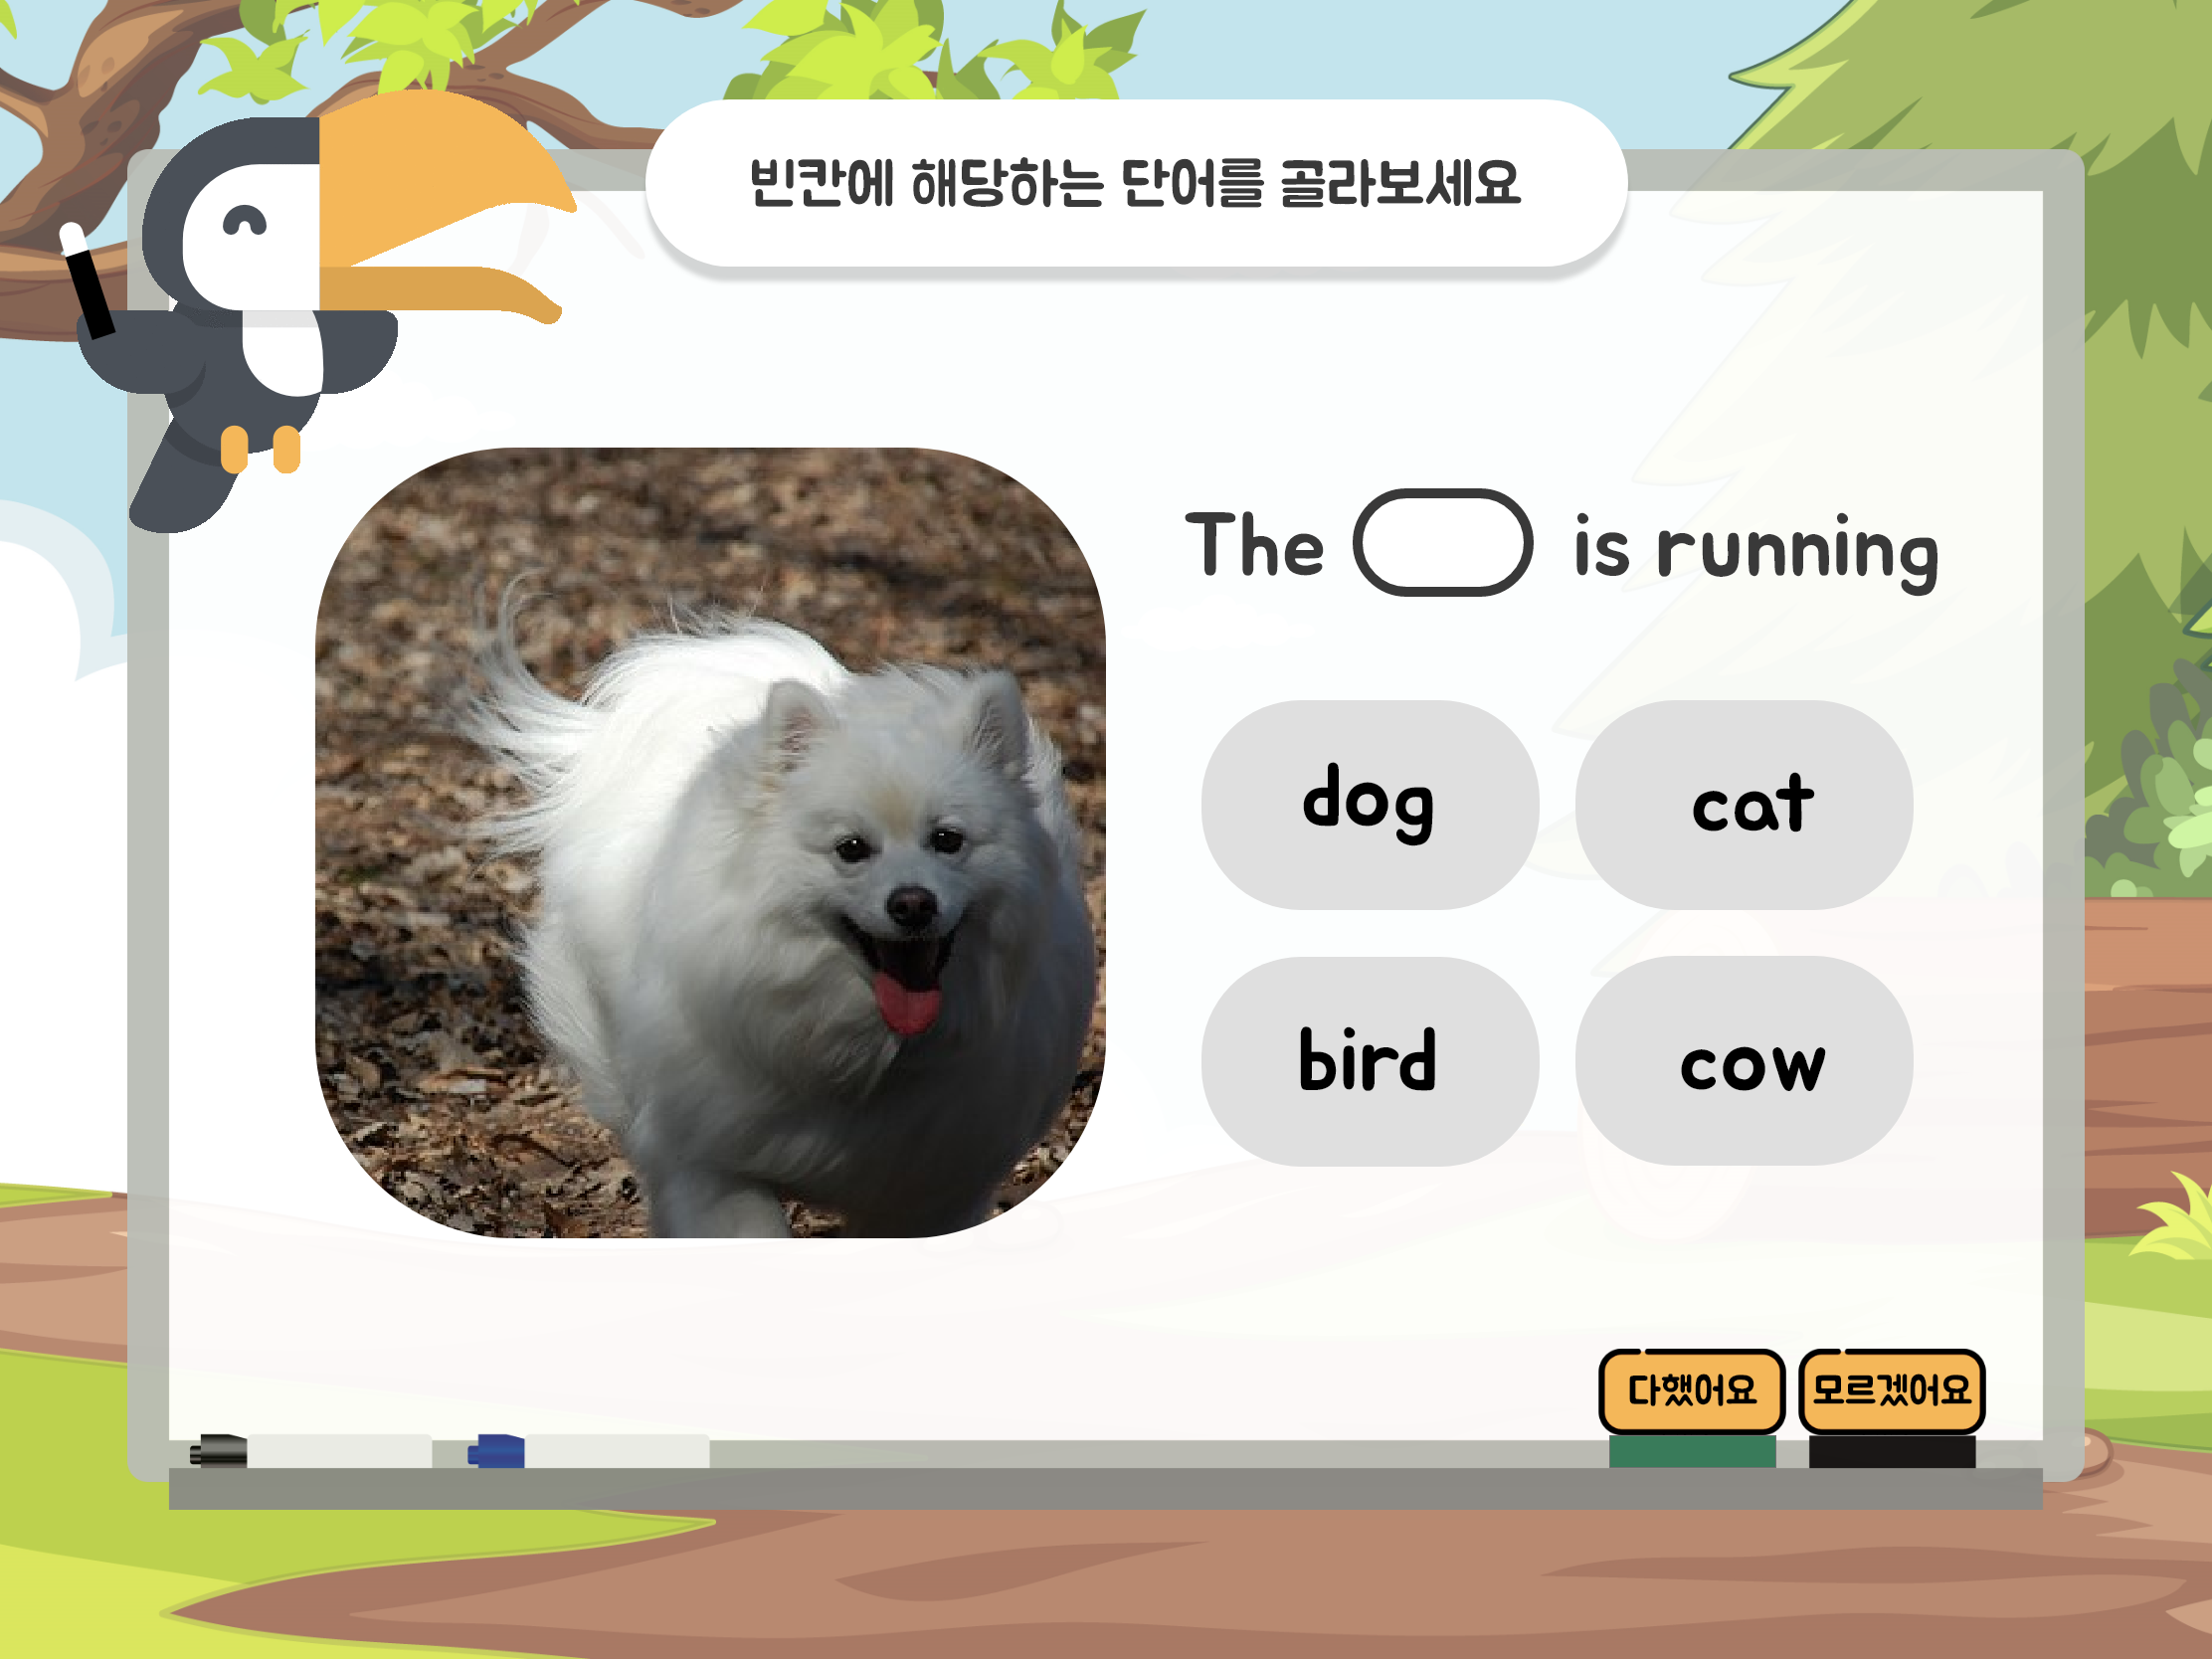 빈칸에 해당하는 단어를 골라보세요
The is running
dog cat
bird cow
다했어요 모르겠어요